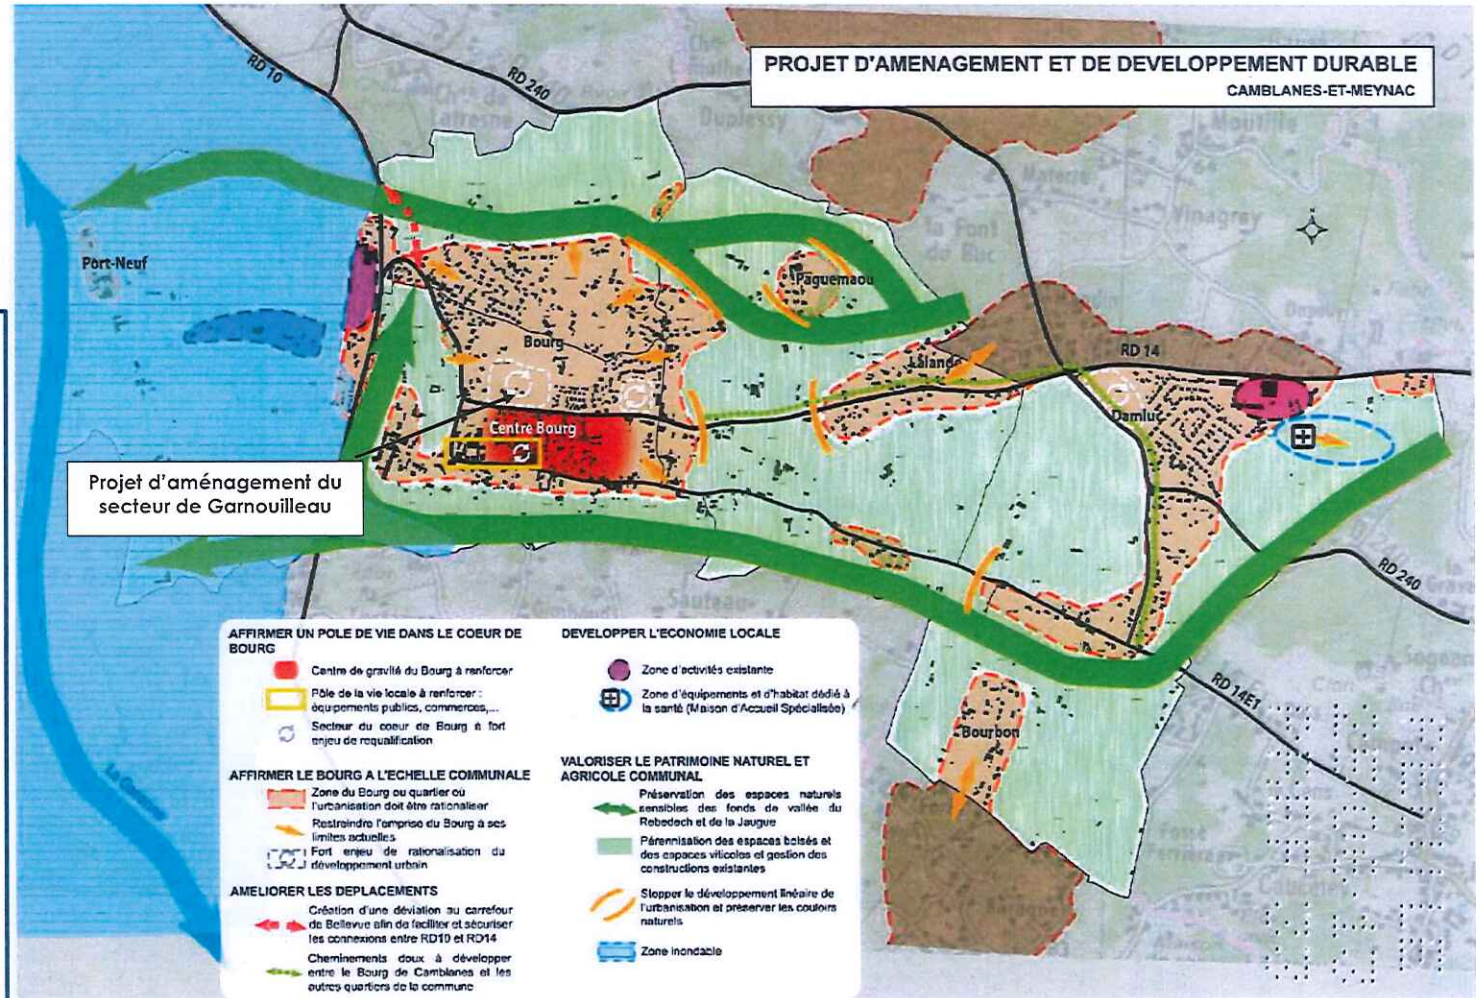 PROJET D'AMENAGEMENT ET DE DEVELOPPEMENT DURABLE
CAMBLANES-ET-MEYNAC
RD 10
RD 240
Latresne
Duplessy
Moutille
Materre
Vinagrey
la Font
Port-Neuf
Paguemaou
Bourg
Lalande
RD 14
Centre Bourg
Damluc
Projet d'aménagement du
secteur de Garnouilleau
RD 240
RD 14E1
Bourbon
La Garonne
AFFIRMER UN POLE DE VIE DANS LE COEUR DE
BOURG
Centre de gravité du Bourg à renforcer
Pôle de la vie locale à renforcer :
équipements publics, commerces,...
Secteur du coeur de Bourg à fort
enjeu de requalification
AFFIRMER LE BOURG A L'ECHELLE COMMUNALE
Zone du Bourg ou quartier où
l'urbanisation doit être rationaliser
Restreindre l'emprise du Bourg à ses
limites actuelles
Fort enjeu de rationalisation du
développement urbain
AMELIORER LES DEPLACEMENTS
Création d'une déviation au carrefour
de Bellevue afin de faciliter et sécuriser
les connexions entre RD10 et RD14
Cheminements doux à développer
entre le Bourg de Camblanes et les
autres quartiers de la commune
DEVELOPPER L'ECONOMIE LOCALE
Zone d'activités existante
Zone d'équipements et d'habitat dédié à
la santé (Maison d'Accueil Spécialisée)
VALORISER LE PATRIMOINE NATUREL ET
AGRICOLE COMMUNAL
Préservation des espaces naturels
sensibles des fonds de vallée du
Rebedech et de la Jaugue
Pérennisation des espaces boisés et
des espaces viticoles et gestion des
constructions existantes
Stopper le développement linéaire de
l'urbanisation et préserver les couloirs
naturels
Zone inondable